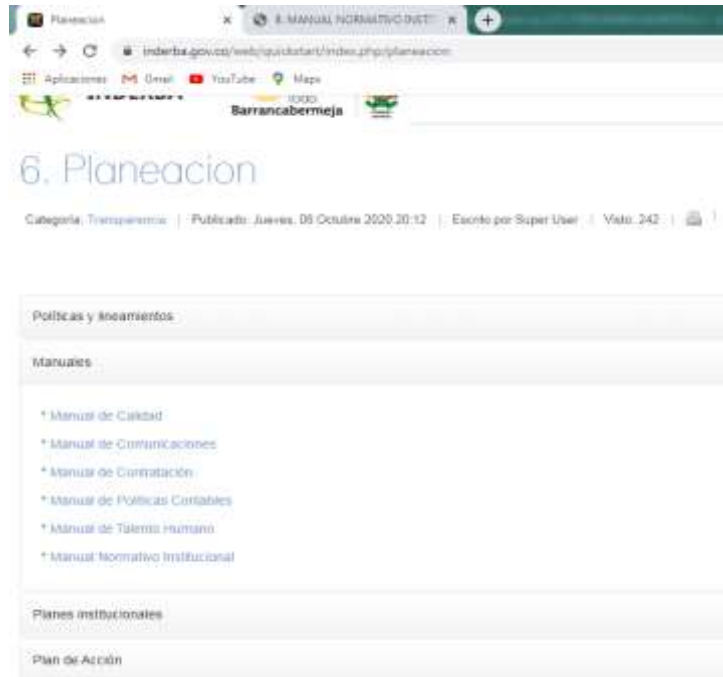 Planeacion
MANUAL NORMATIVO INST
inderba.gov.co/web/quickstart/index.php/planeacion
Aplicaciones Gmail YouTube Maps
INDERBA
TODO
Barrancabermeja
6. Planeacion
Categoría: Transparencia | Publicado: Jueves, 08 Octubre 2020 20:12 | Escrito por Super User | Visto: 242 |
Políticas y lineamientos
Manuales
* Manual de Calidad
* Manual de Comunicaciones
* Manual de Contratación
* Manual de Políticas Contables
* Manual de Talento Humano
* Manual Normativo Institucional
Planes institucionales
Plan de Acción